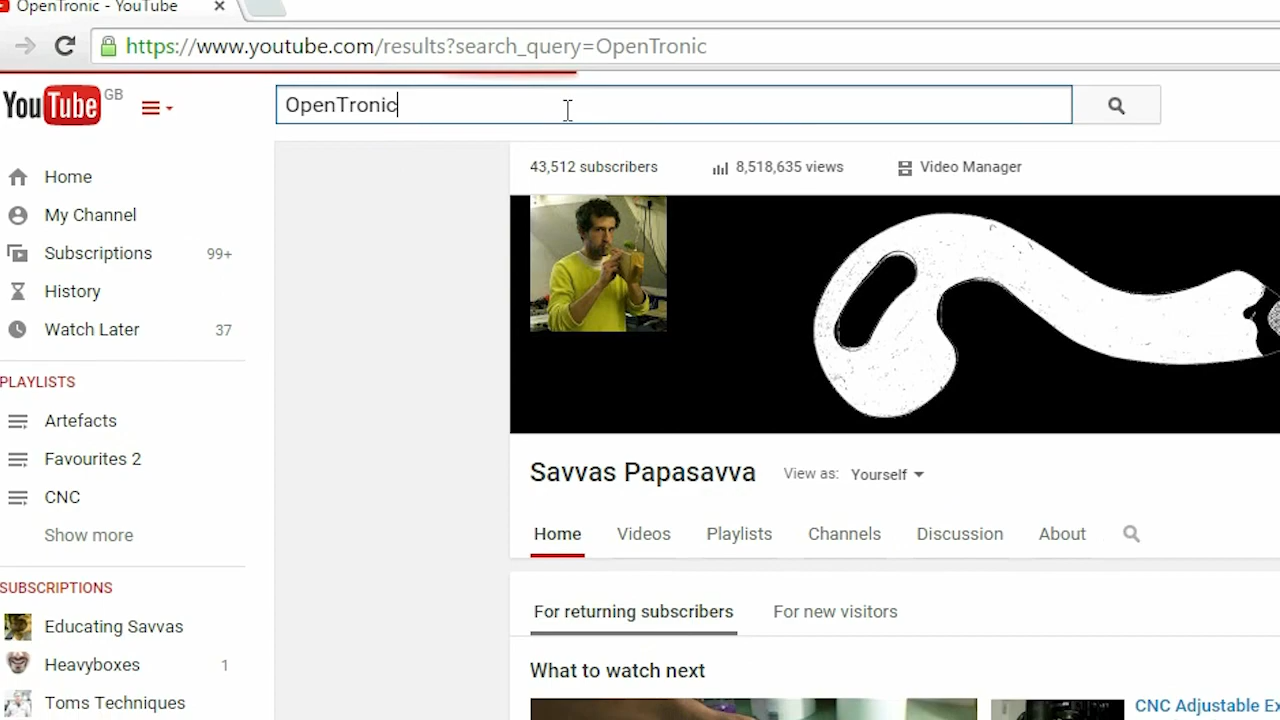 OpenTronic - YouTube
https://www.youtube.com/results?search_query=OpenTronic
YouTube GB
OpenTronic
Home
My Channel
Subscriptions 99+
History
Watch Later 37
PLAYLISTS
Artefacts
Favourites 2
CNC
Show more
SUBSCRIPTIONS
Educating Savvas
Heavyboxes 1
Toms Techniques
43,512 subscribers 8,518,635 views Video Manager
Savvas Papasavva View as: Yourself
Home Videos Playlists Channels Discussion About
For returning subscribers For new visitors
What to watch next
CNC Adjustable Ex